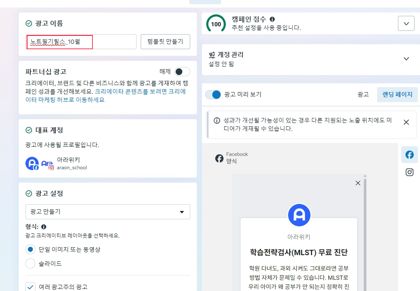 광고 이름
노트필기필스_10월
템플릿 만들기
파트너십 광고
해제
크리에이터, 브랜드 및 다른 비즈니스와 함께 광고를 게재하여 캠
페인 성과를 개선해보세요. 크리에이터 콘텐츠를 보려면 크리에
이터 마케팅 허브로 이동하세요
대표 계정
광고에 사용될 프로필입니다.
아라위키
arawin_school
광고 설정
광고 만들기
형식:
광고 크리에이티브 레이아웃을 선택하세요.
단일 이미지 또는 동영상
슬라이드
여러 광고주의 광고
100
캠페인 점수
추천 설정을 사용 중입니다.
계정 관리
설정 안 됨
광고 미리 보기
광고
랜딩 페이지
성과가 개선될 가능성이 있는 경우 다른 지원되는 노출 위치에도 미
디어가 게재될 수 있습니다.
Facebook
양식
아라위키
학습전략검사(MLST) 무료 진단
학원 다녀도, 과외 시켜도 그대로라면 공부
방법 자체가 문제일 수 있습니다. MLST로
우리 아이가 왜 공부가 안 되는지 정확히 진